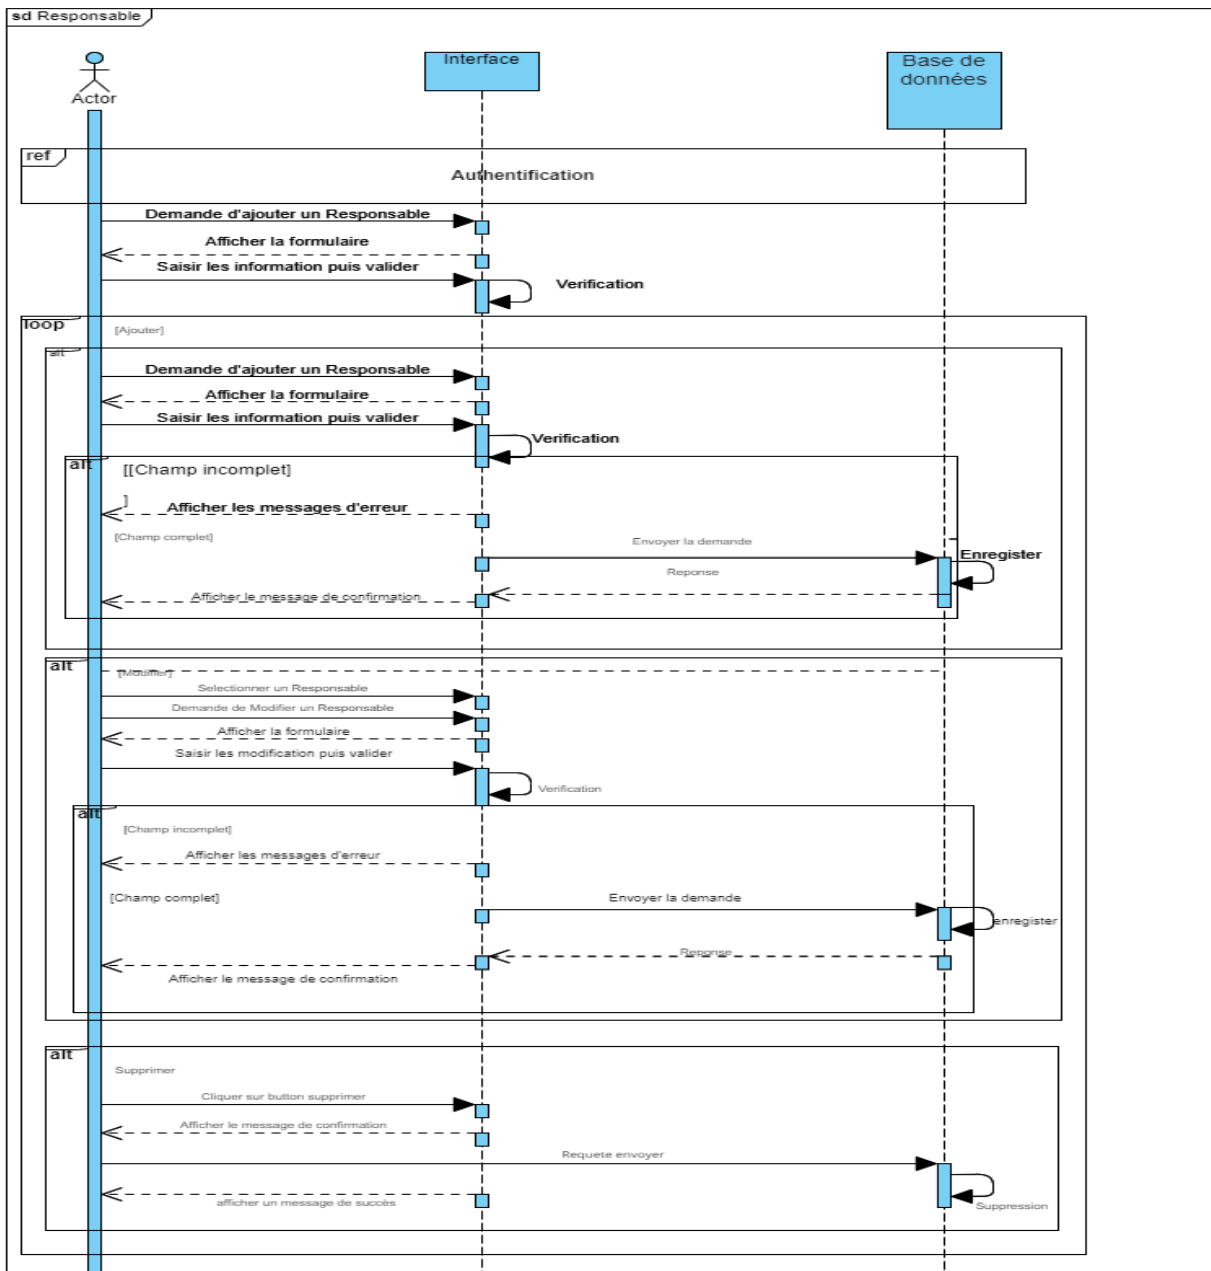 sd Responsable
Actor
Interface
Base de
données
ref
Authentification
Demande d'ajouter un Responsable
Afficher la formulaire
Saisir les information puis valider
Verification
loop
[Ajouter]
alt
Demande d'ajouter un Responsable
Afficher la formulaire
Saisir les information puis valider
Verification
alt
[[Champ incomplet]
]
Afficher les messages d'erreur
[Champ complet]
Envoyer la demande
Enregister
Reponse
Afficher le message de confirmation
alt
[Modifier]
Selectionner un Responsable
Demande de Modifier un Responsable
Afficher la formulaire
Saisir les modification puis valider
Verification
alt
[Champ incomplet]
Afficher les messages d'erreur
[Champ complet]
Envoyer la demande
enregister
Reponse
Afficher le message de confirmation
alt
Supprimer
Cliquer sur button supprimer
Afficher le message de confirmation
Requete envoyer
afficher un message de succès
Suppression